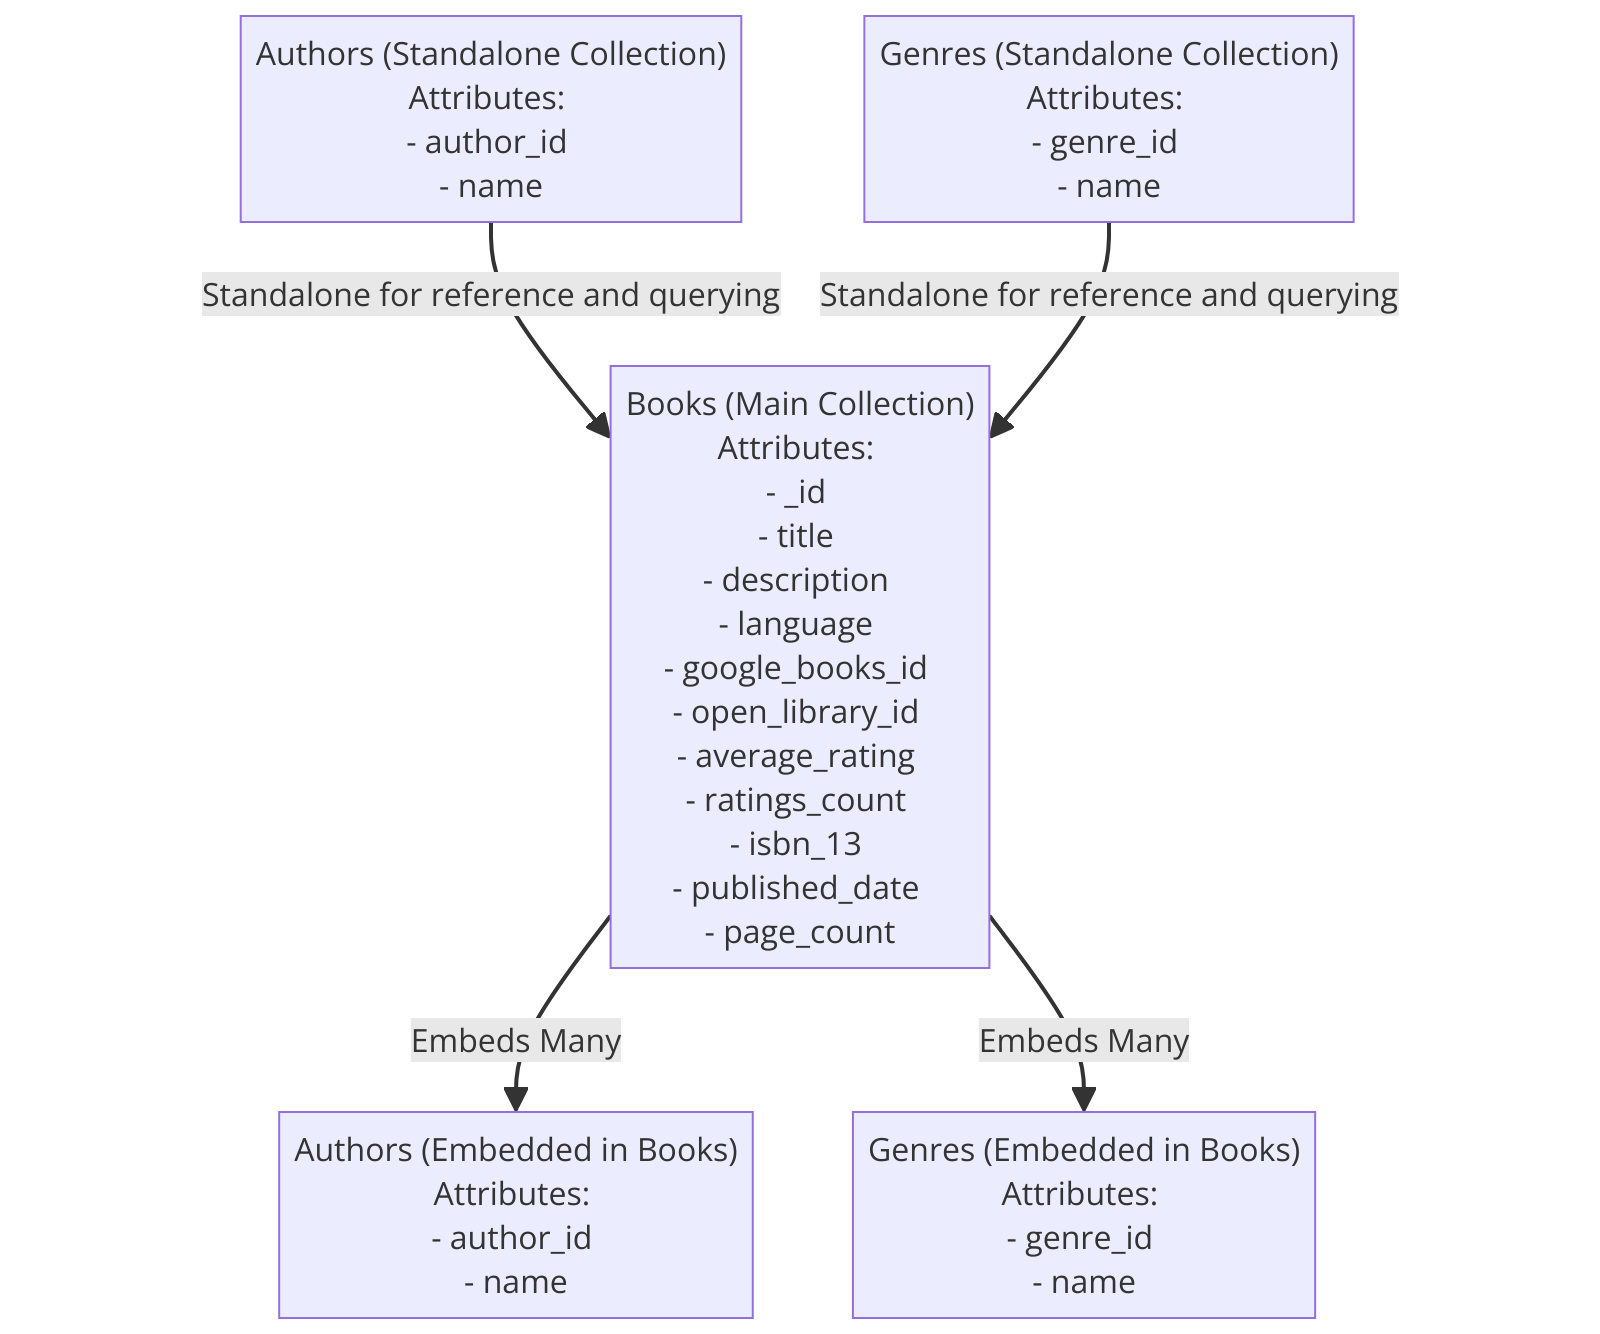 Authors (Standalone Collection)
Attributes:
- author_id
- name
Genres (Standalone Collection)
Attributes:
- genre_id
- name
Standalone for reference and querying
Standalone for reference and querying
Books (Main Collection)
Attributes:
- _id
- title
- description
- language
- google_books_id
- open_library_id
- average_rating
- ratings_count
- isbn_13
- published_date
- page_count
Embeds Many
Embeds Many
Authors (Embedded in Books)
Attributes:
- author_id
- name
Genres (Embedded in Books)
Attributes:
- genre_id
- name